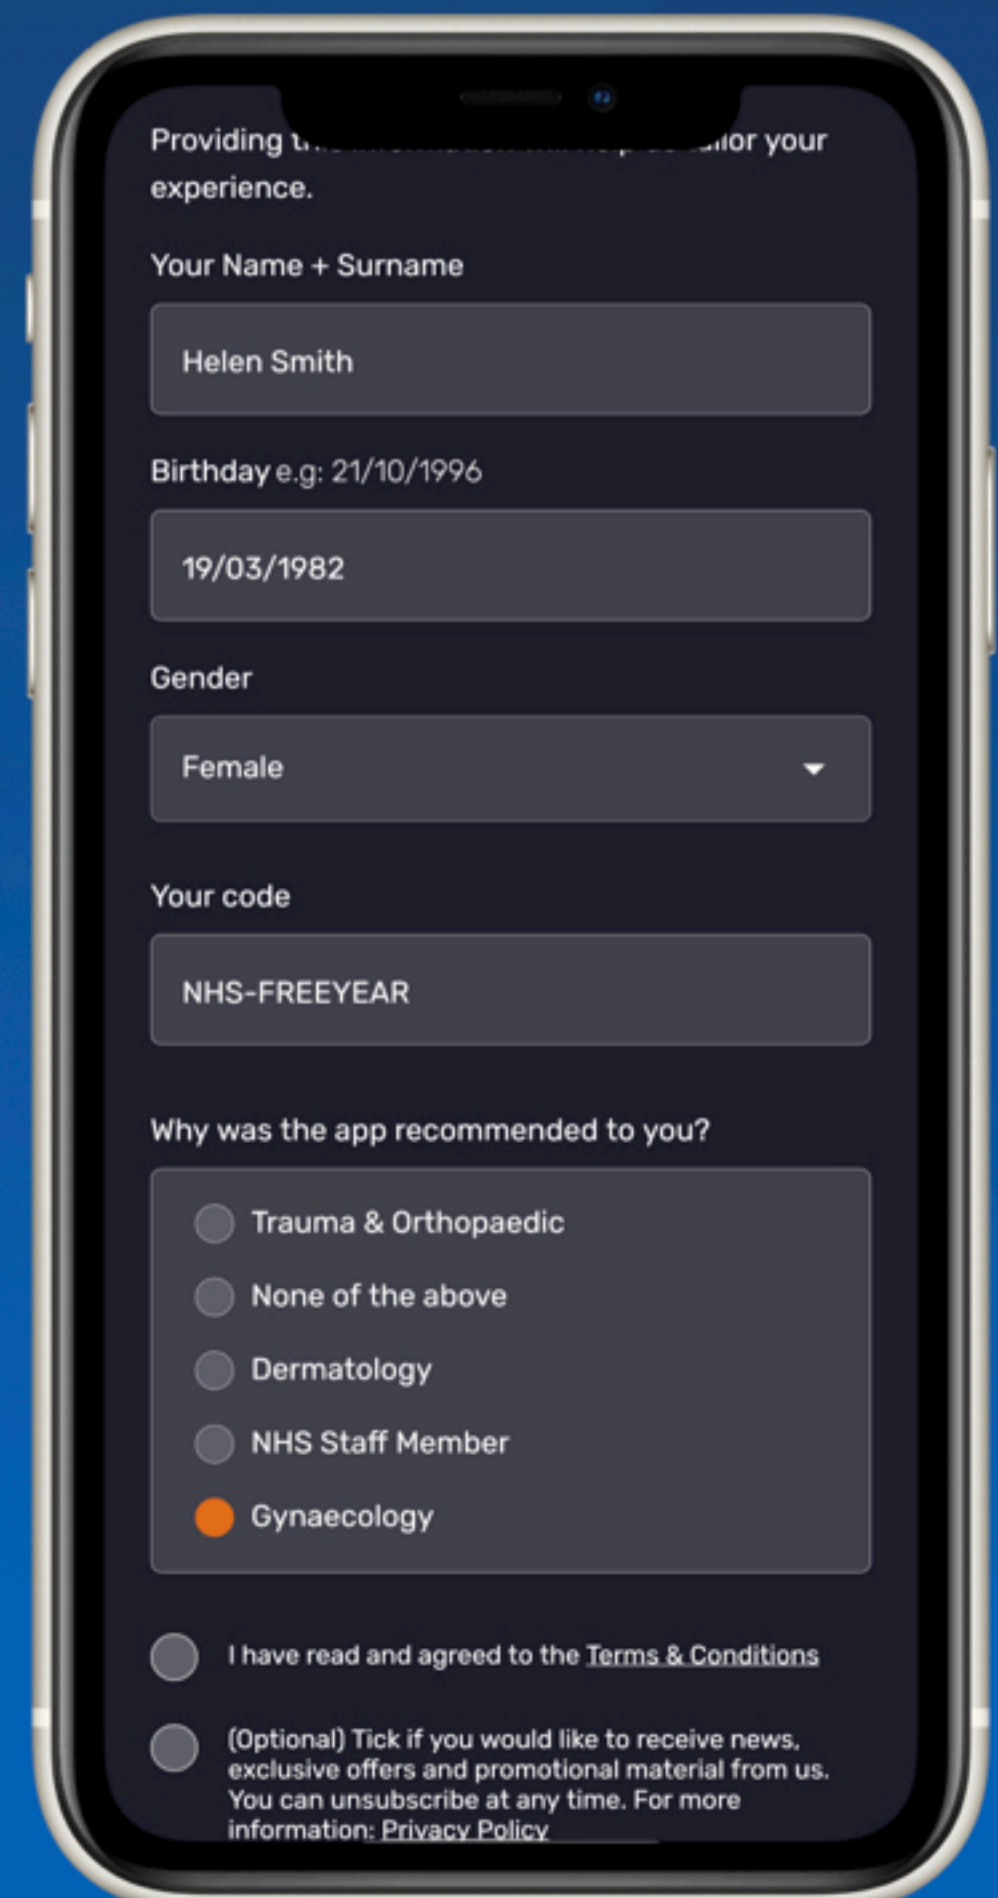 Providing ailor your
experience.
Your Name + Surname
Helen Smith
Birthday e.g: 21/10/1996
19/03/1982
Gender
Female
Your code
NHS-FREEYEAR
Why was the app recommended to you?
Trauma & Orthopaedic
None of the above
Dermatology
NHS Staff Member
Gynaecology
I have read and agreed to the Terms & Conditions
(Optional) Tick if you would like to receive news,
exclusive offers and promotional material from us.
You can unsubscribe at any time. For more
information: Privacy Policy